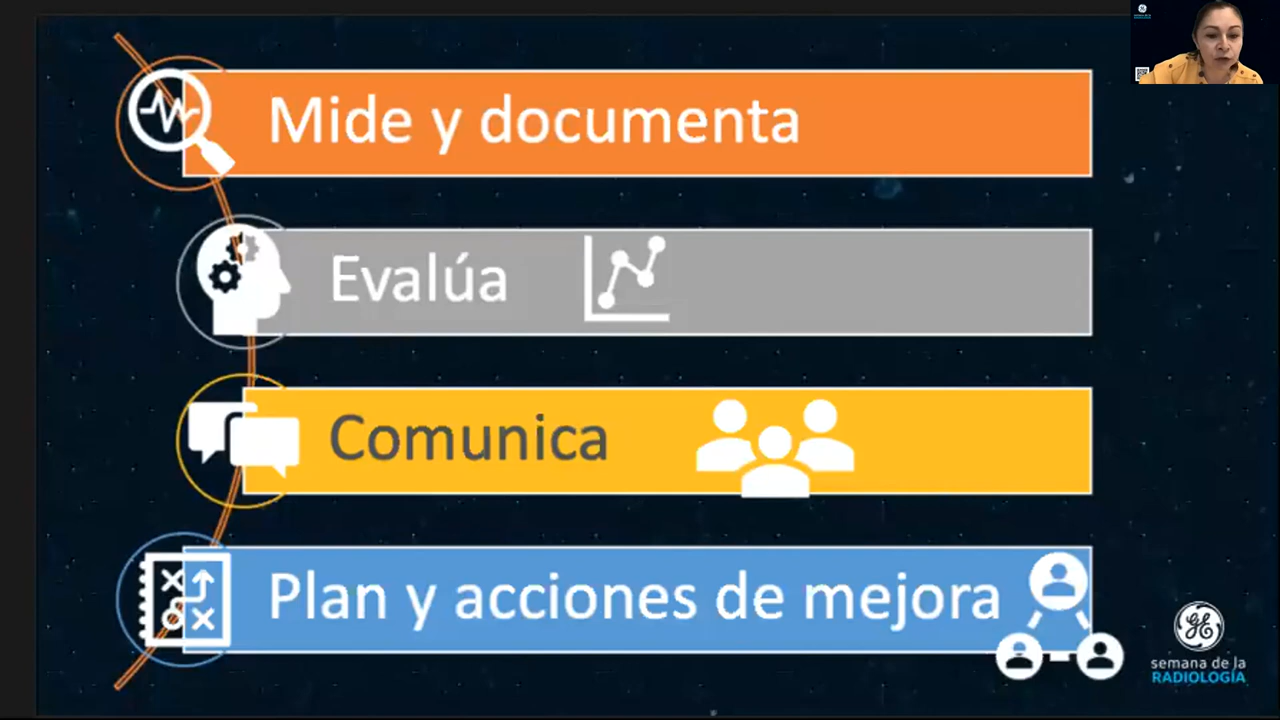 Mide y documenta
Evalúa
Comunica
Plan y acciones de mejora
semana de la
RADIOLOGÍA